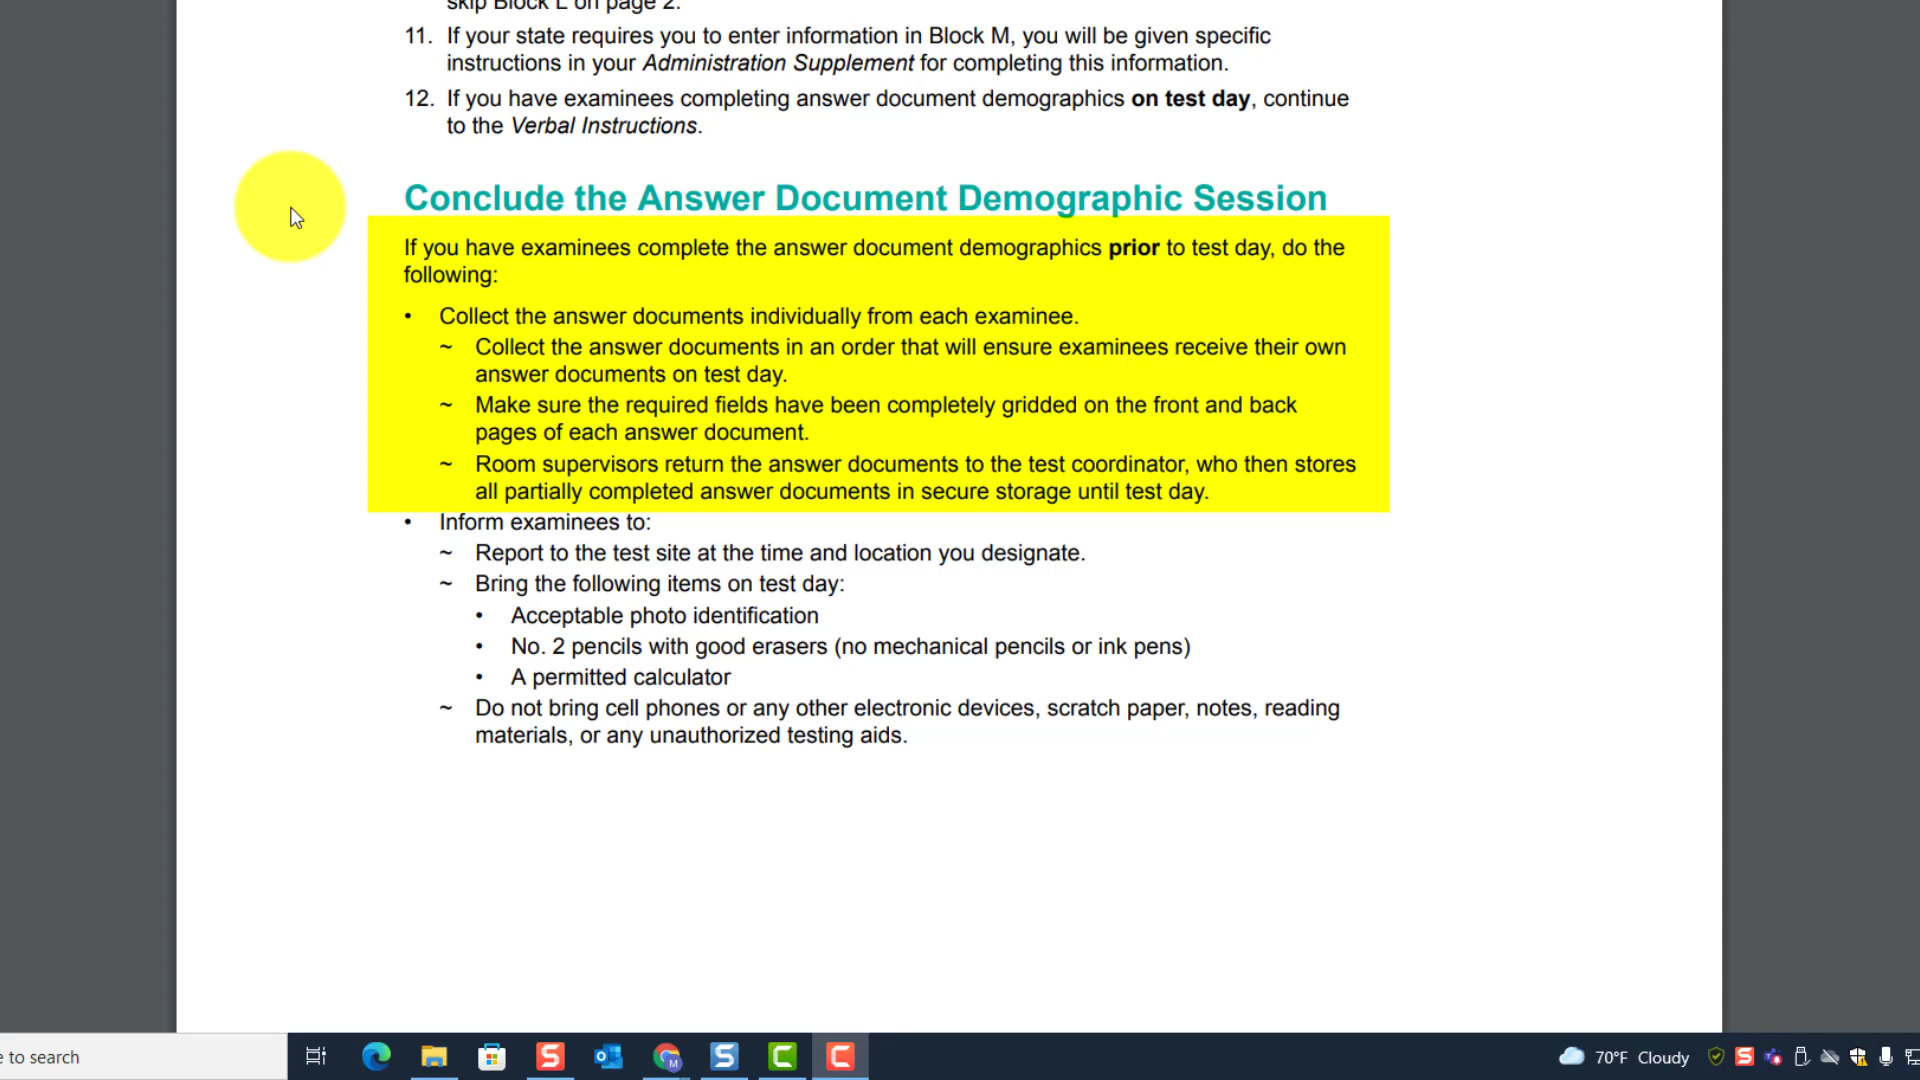 skip Block L on page 2.
11. If your state requires you to enter information in Block M, you will be given specific
instructions in your Administration Supplement for completing this information.
12. If you have examinees completing answer document demographics on test day, continue
to the Verbal Instructions.
Conclude the Answer Document Demographic Session
If you have examinees complete the answer document demographics prior to test day, do the
following:
• Collect the answer documents individually from each examinee.
~ Collect the answer documents in an order that will ensure examinees receive their own
answer documents on test day.
~ Make sure the required fields have been completely gridded on the front and back
pages of each answer document.
~ Room supervisors return the answer documents to the test coordinator, who then stores
all partially completed answer documents in secure storage until test day.
• Inform examinees to:
~ Report to the test site at the time and location you designate.
~ Bring the following items on test day:
• Acceptable photo identification
• No. 2 pencils with good erasers (no mechanical pencils or ink pens)
• A permitted calculator
~ Do not bring cell phones or any other electronic devices, scratch paper, notes, reading
materials, or any unauthorized testing aids.
e to search
S
M
S
C
C
70°F Cloudy
S